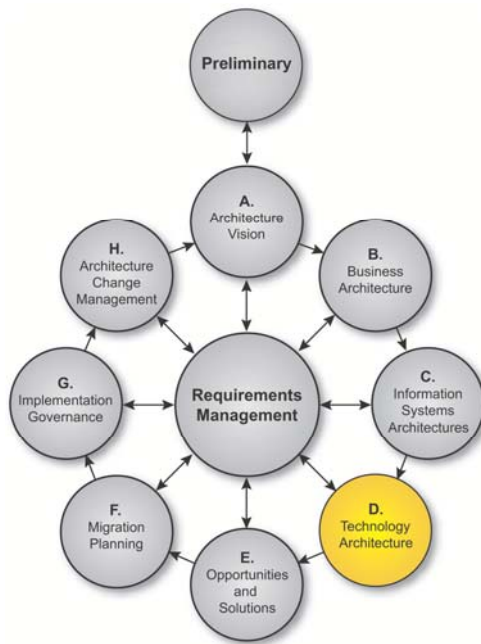 Preliminary
A.
Architecture
Vision
B.
Business
Architecture
C.
Information
Systems
Architectures
D.
Technology
Architecture
E.
Opportunities
and
Solutions
F.
Migration
Planning
G.
Implementation
Governance
H.
Architecture
Change
Management
Requirements
Management